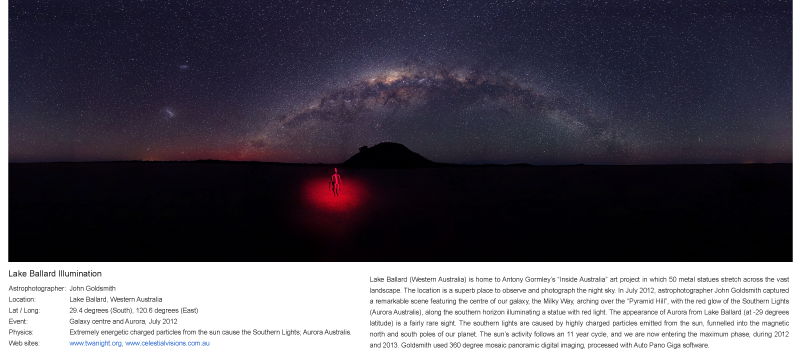 Lake Ballard Illumination
Astrophotographer: John Goldsmith
Location: Lake Ballard, Western Australia
Lat / Long: 29.4 degrees (South), 120.6 degrees (East)
Event: Galaxy centre and Aurora, July 2012
Physics: Extremely energetic charged particles from the sun cause the Southern Lights; Aurora Australis.
Web sites: www.twanight.org, www.celestialvisions.com.au
Lake Ballard (Western Australia) is home to Antony Gormley's "Inside Australia" art project in which 50 metal statues stretch across the vast
landscape. The location is a superb place to observe and photograph the night sky. In July 2012, astrophotographer John Goldsmith captured
a remarkable scene featuring the centre of our galaxy, the Milky Way, arching over the "Pyramid Hill", with the red glow of the Southern Lights
(Aurora Australis), along the southern horizon illuminating a statue with red light. The appearance of Aurora from Lake Ballard (at -29 degrees
latitude) is a fairly rare sight. The southern lights are caused by highly charged particles emitted from the sun, funnelled into the magnetic
north and south poles of our planet. The sun's activity follows an 11 year cycle, and we are now entering the maximum phase, during 2012
and 2013. Goldsmith used 360 degree mosaic panoramic digital imaging, processed with Auto Pano Giga software.